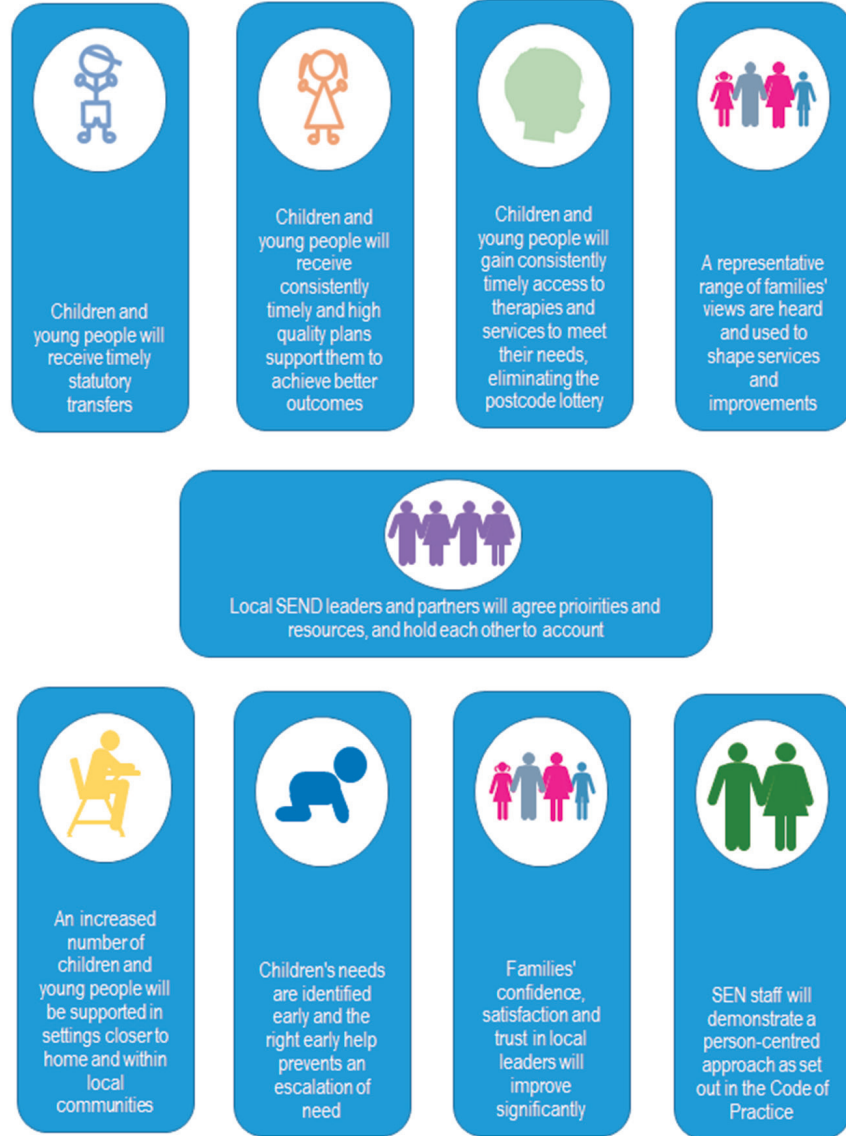 Children and
young people will
receive timely
statutory
transfers
Children and
young people will
receive
consistently
timely and high
quality plans
support them to
achieve better
outcomes
Children and
young people will
gain consistently
timely access to
therapies and
services to meet
their needs,
eliminating the
postcode lottery
A representative
range of families'
views are heard
and used to
shape services
and
improvements
Local SEND leaders and partners will agree prioirities and
resources, and hold each other to account
An increased
number of
children and
young people will
be supported in
settings closer to
home and within
local
communities
Children's needs
are identified
early and the
right early help
prevents an
escalation of
need
Families'
confidence,
satisfaction and
trust in local
leaders will
improve
significantly
SEN staff will
demonstrate a
person-centred
approach as set
out in the Code of
Practice